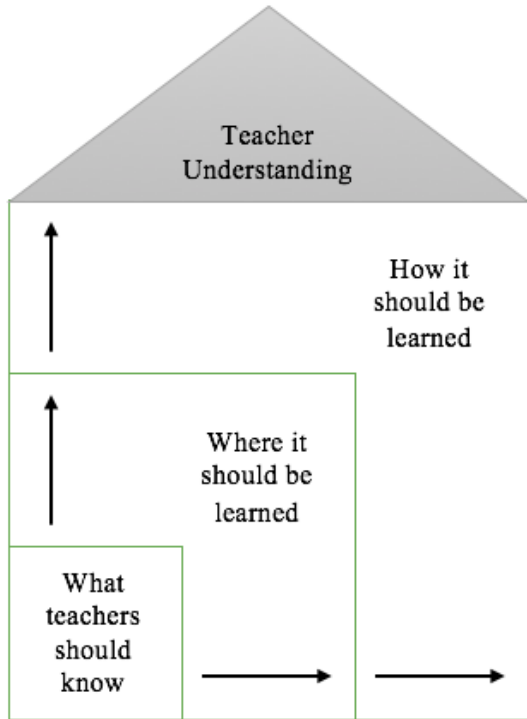 Teacher
Understanding
How it
should be
learned
Where it
should be
learned
What
teachers
should
know